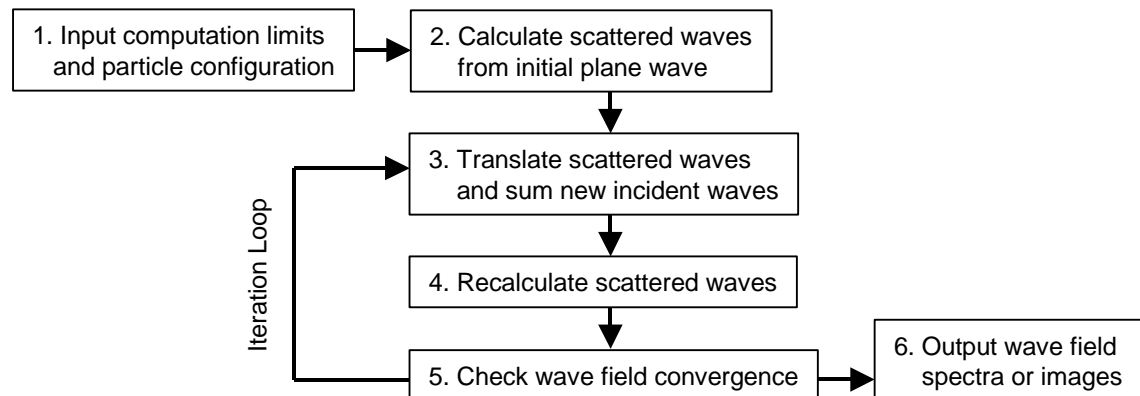 1. Input computation limits
and particle configuration
2. Calculate scattered waves
from initial plane wave
3. Translate scattered waves
and sum new incident waves
Iteration Loop
4. Recalculate scattered waves
5. Check wave field convergence
6. Output wave field
spectra or images